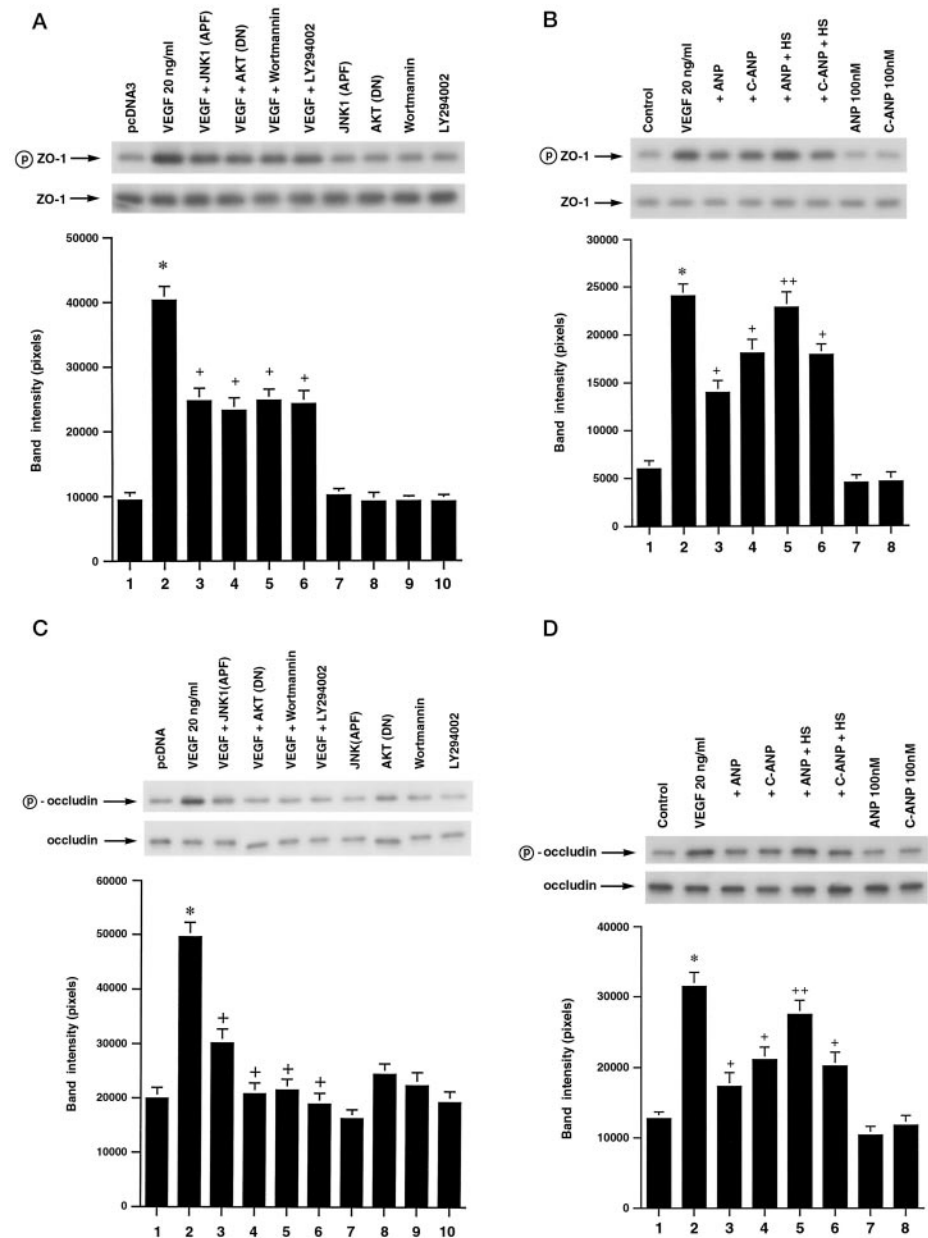 A
pcDNA3
VEGF 20 ng/ml
VEGF + JNK1 (APF)
VEGF + AKT (DN)
VEGF + Wortmannin
VEGF + LY294002
JNK1 (APF)
AKT (DN)
Wortmannin
LY294002
P ZO-1
ZO-1
Band intensity (pixels)
50000
40000
30000
20000
10000
0
*
+ + + +
1 2 3 4 5 6 7 8 9 10
B
Control
VEGF 20 ng/ml
+ ANP
+ C-ANP
+ ANP + HS
+ C-ANP + HS
ANP 100nM
C-ANP 100nM
P ZO-1
ZO-1
Band intensity (pixels)
30000
25000
20000
15000
10000
5000
0
*
+ + ++ +
1 2 3 4 5 6 7 8
C
pcDNA
VEGF 20 ng/ml
VEGF + JNK1(APF)
VEGF + AKT (DN)
VEGF + Wortmannin
VEGF + LY294002
JNK(APF)
AKT (DN)
Wortmannin
LY294002
P - occludin
occludin
Band intensity (pixels)
60000
50000
40000
30000
20000
10000
0
*
+ + + +
1 2 3 4 5 6 7 8 9 10
D
Control
VEGF 20 ng/ml
+ ANP
+ C-ANP
+ ANP + HS
+ C-ANP + HS
ANP 100nM
C-ANP 100nM
P - occludin
occludin
Band intensity (pixels)
40000
30000
20000
10000
0
*
+ + ++ +
1 2 3 4 5 6 7 8